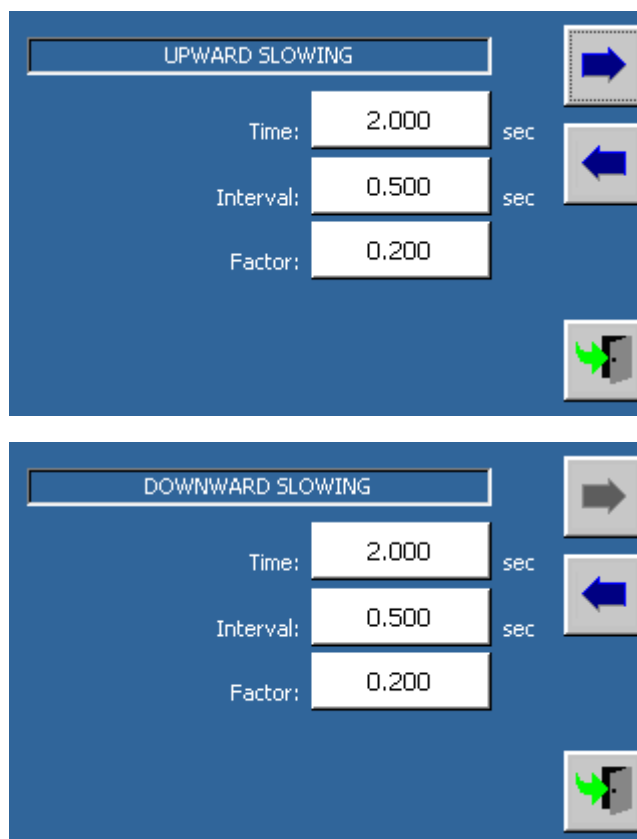 UPWARD SLOWING
Time: 2.000 sec
Interval: 0.500 sec
Factor: 0.200
DOWNWARD SLOWING
Time: 2.000 sec
Interval: 0.500 sec
Factor: 0.200